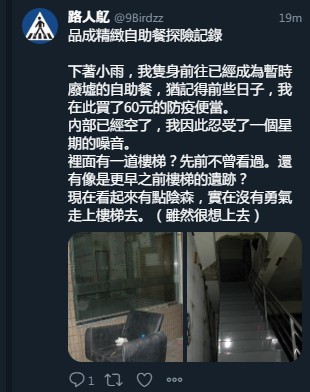 路人鳦 @9Birdzz 19m
品成精緻自助餐探險記錄
下著小雨，我隻身前往已經成為暫時
廢墟的自助餐，猶記得前些日子，我
在此買了60元的防疫便當。
內部已經空了，我因此忍受了一個星
期的噪音。
裡面有一道樓梯？先前不曾看過。還
有像是更早之前樓梯的遺跡？
現在看起來有點陰森，實在沒有勇氣
走上樓梯去。（雖然很想上去）
1